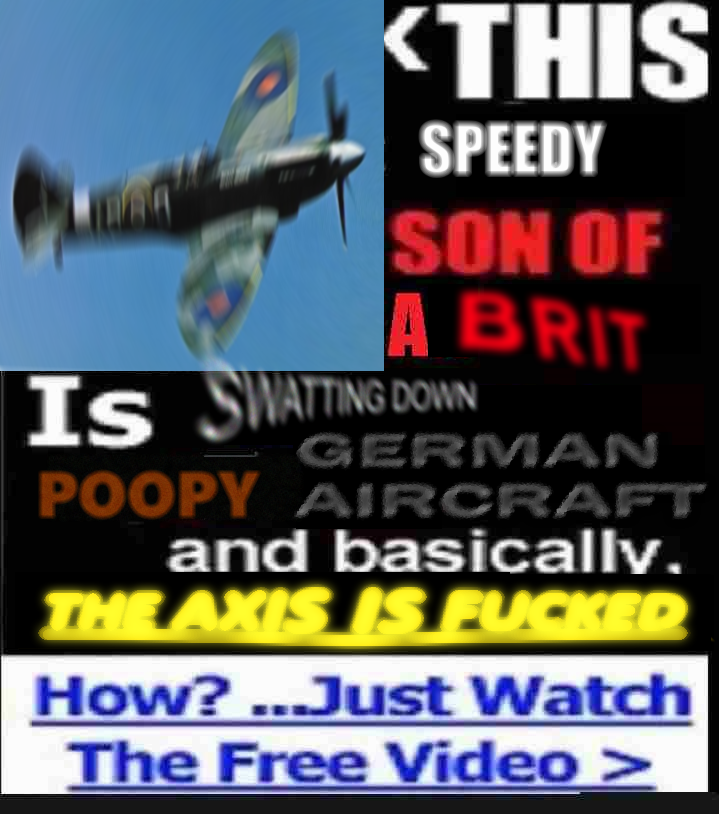 <THIS
SPEEDY
SON OF
A BRIT
Is SWATTING DOWN
POOPY GERMAN
AIRCRAFT
and basically,
THE AXIS IS FUCKED
How? ...Just Watch
The Free Video >